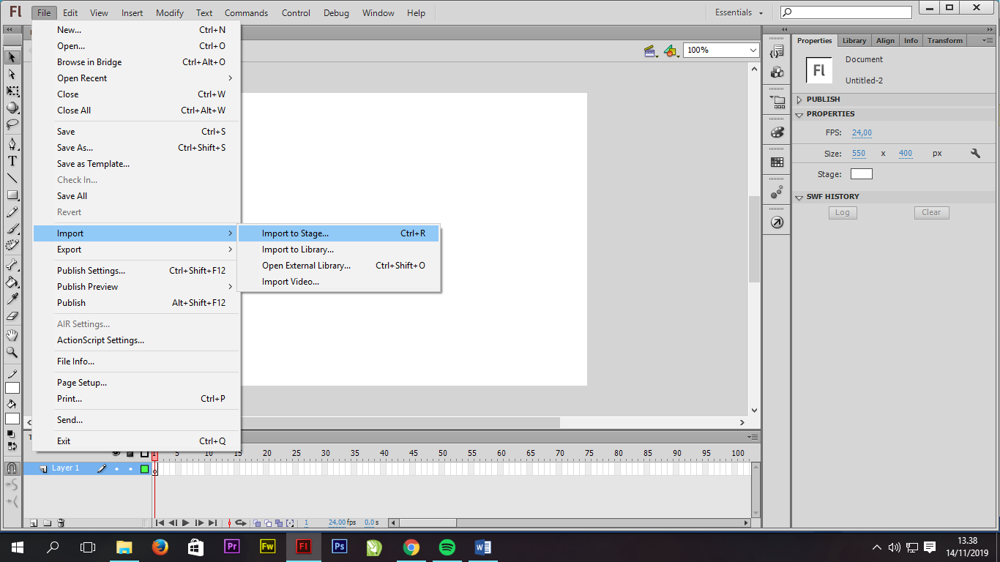 Fl File Edit View Insert Modify Text Commands Control Debug Window Help Essentials
New... Ctrl+N
Open... Ctrl+O
Browse in Bridge Ctrl+Alt+O
Open Recent
Close Ctrl+W
Close All Ctrl+Alt+W
Save Ctrl+S
Save As... Ctrl+Shift+S
Save as Template...
Check In...
Save All
Revert
Import
Export
Publish Settings... Ctrl+Shift+F12
Publish Preview
Publish Alt+Shift+F12
AIR Settings...
ActionScript Settings...
File Info...
Page Setup...
Print... Ctrl+P
Send...
Exit Ctrl+Q
Import to Stage... Ctrl+R
Import to Library...
Open External Library... Ctrl+Shift+O
Import Video...
100%
Properties Library Align Info Transform
Fl
Document
Untitled-2
PUBLISH
PROPERTIES
FPS: 24,00
Size: 550 x 400 px
Stage:
SWF HISTORY
Log Clear
T
1 5 10 15 20 25 30 35 40 45 50 55 60 65 70 75 80 85 90 95 100
Layer 1
1 24,00 fps 0,0 s
Pr Fw Fl Ps
13.38
14/11/2019